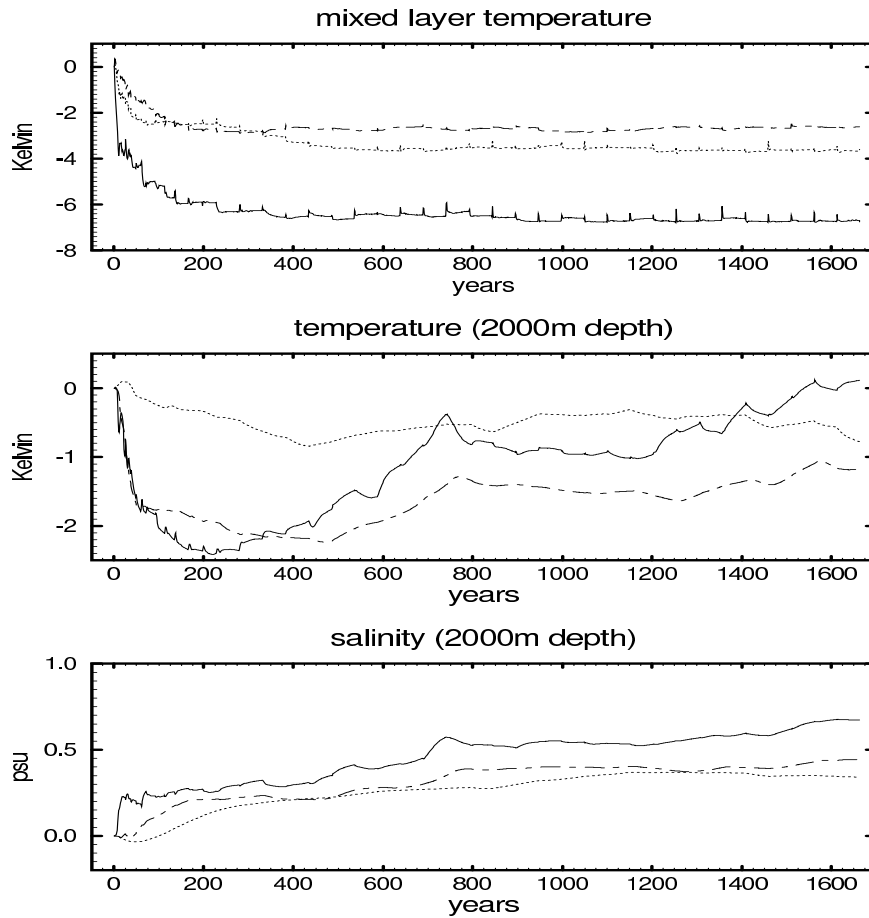 mixed layer temperature
Kelvin
0
-2
-4
-6
-8
0 200 400 600 800 1000 1200 1400 1600
years
temperature (2000m depth)
Kelvin
0
-1
-2
0 200 400 600 800 1000 1200 1400 1600
years
salinity (2000m depth)
psu
1.0
0.5
0.0
0 200 400 600 800 1000 1200 1400 1600
years